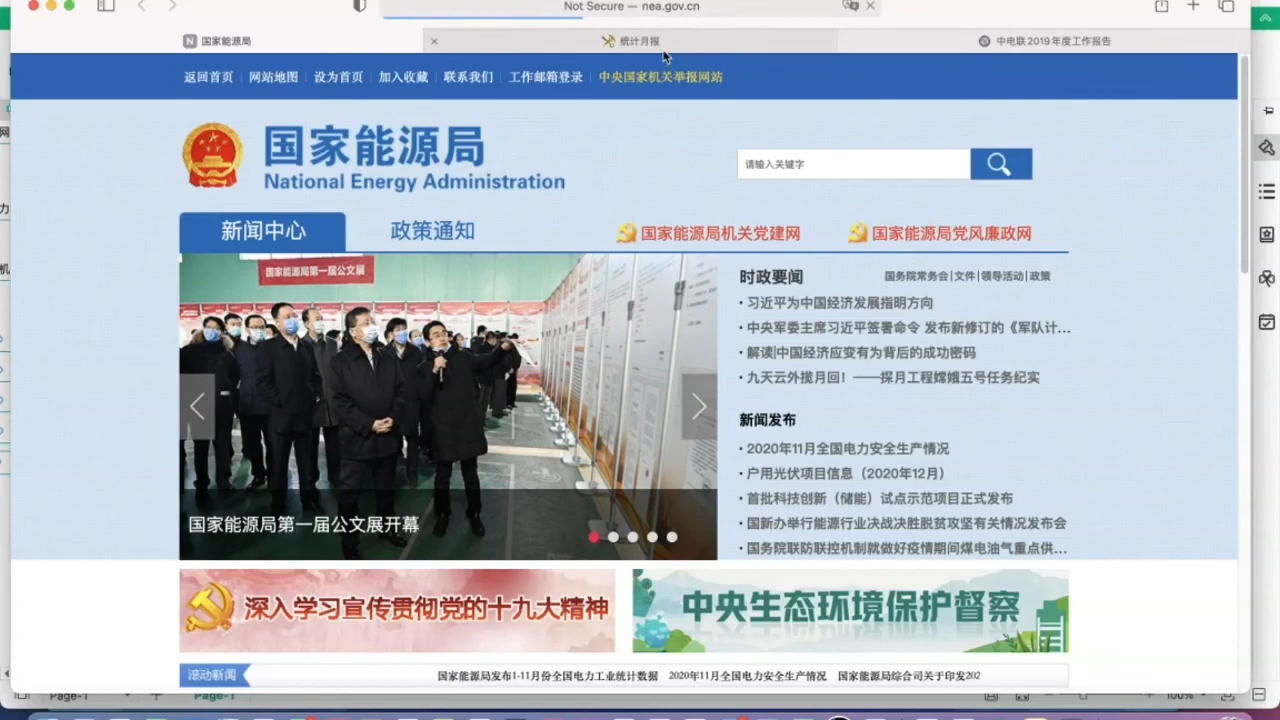 Not Secure — nea.gov.cn
国家能源局
统计月报
中电联2019年度工作报告
返回首页 网站地图 设为首页 加入收藏 联系我们 工作邮箱登录 中央国家机关举报网站
国家能源局
National Energy Administration
请输入关键字
新闻中心 政策通知
国家能源局机关党建网 国家能源局党风廉政网
国家能源局第一届公文展
国家能源局第一届公文展开幕
时政要闻 国务院常务会|文件|领导活动|政策
· 习近平为中国经济发展指明方向
· 中央军委主席习近平签署命令 发布新修订的《军队计...
· 解读|中国经济应变有为背后的成功密码
· 九天云外揽月回！——探月工程嫦娥五号任务纪实
新闻发布
· 2020年11月全国电力安全生产情况
· 户用光伏项目信息（2020年12月）
· 首批科技创新（储能）试点示范项目正式发布
· 国新办举行能源行业决战决胜脱贫攻坚有关情况发布会
· 国务院联防联控机制就做好疫情期间煤电油气重点供...
深入学习宣传贯彻党的十九大精神
中央生态环境保护督察
滚动新闻 国家能源局发布1-11月份全国电力工业统计数据 2020年11月全国电力安全生产情况 国家能源局综合司关于印发202
Page-1 Page-1 100%